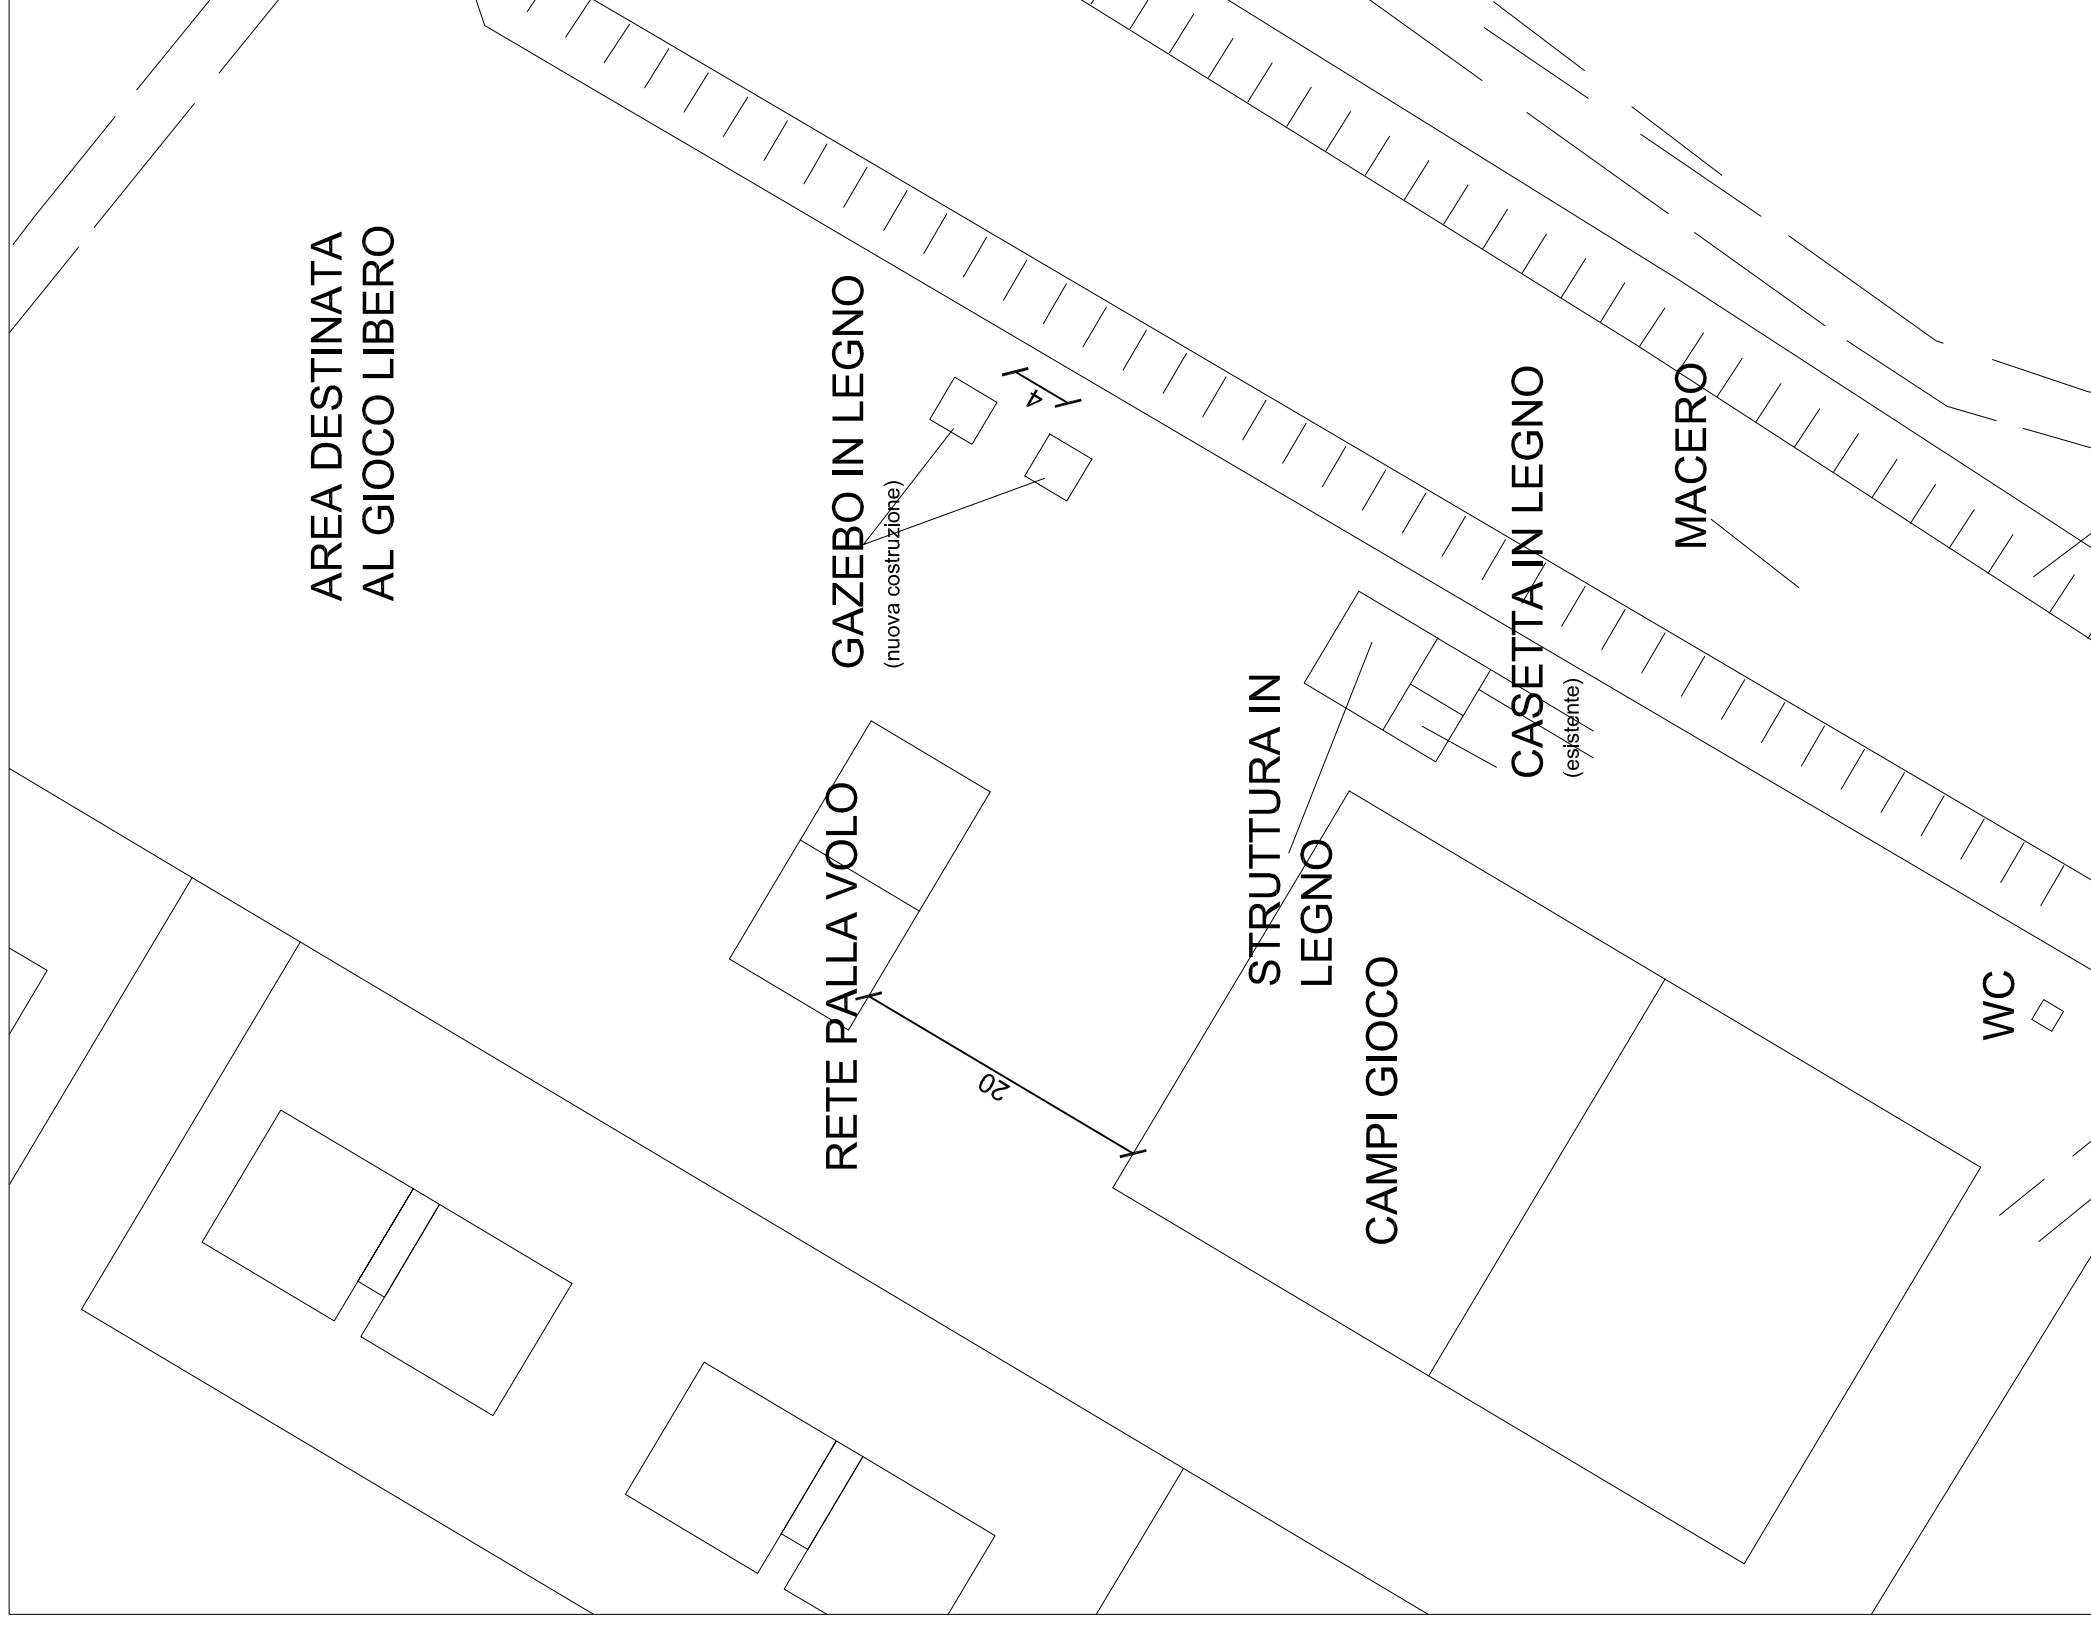 AREA DESTINATA
AL GIOCO LIBERO
GAZEBO IN LEGNO
(nuova costruzione)
4
RETE PALLA VOLO
20
STRUTTURA IN
LEGNO
CAMPI GIOCO
CASETTA IN LEGNO
(esistente)
MACERO
WC